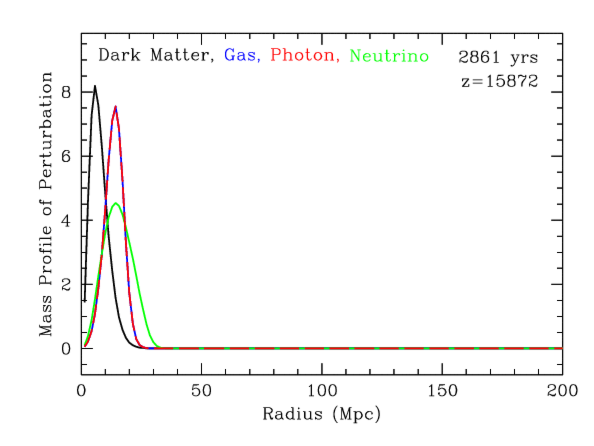 Dark Matter, Gas, Photon, Neutrino 2861 yrs
z=15872
Mass Profile of Perturbation
8
6
4
2
0
0 50 100 150 200
Radius (Mpc)